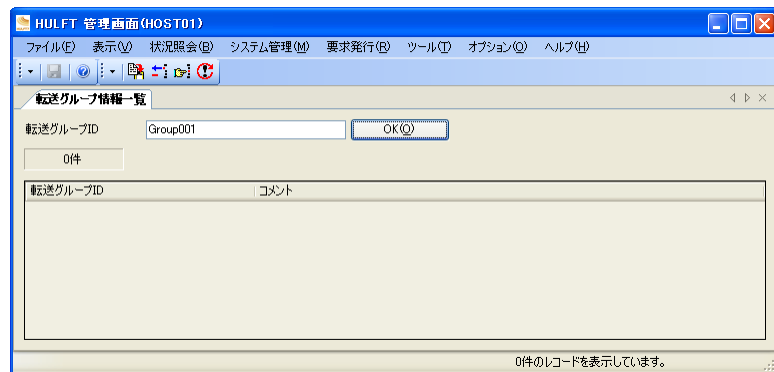 HULFT 管理画面(HOST01)
ファイル(F) 表示(V) 状況照会(B) システム管理(M) 要求発行(R) ツール(T) オプション(O) ヘルプ(H)
転送グループ情報一覧
転送グループID Group001 OK(O)
0件
転送グループID コメント
0件のレコードを表示しています。